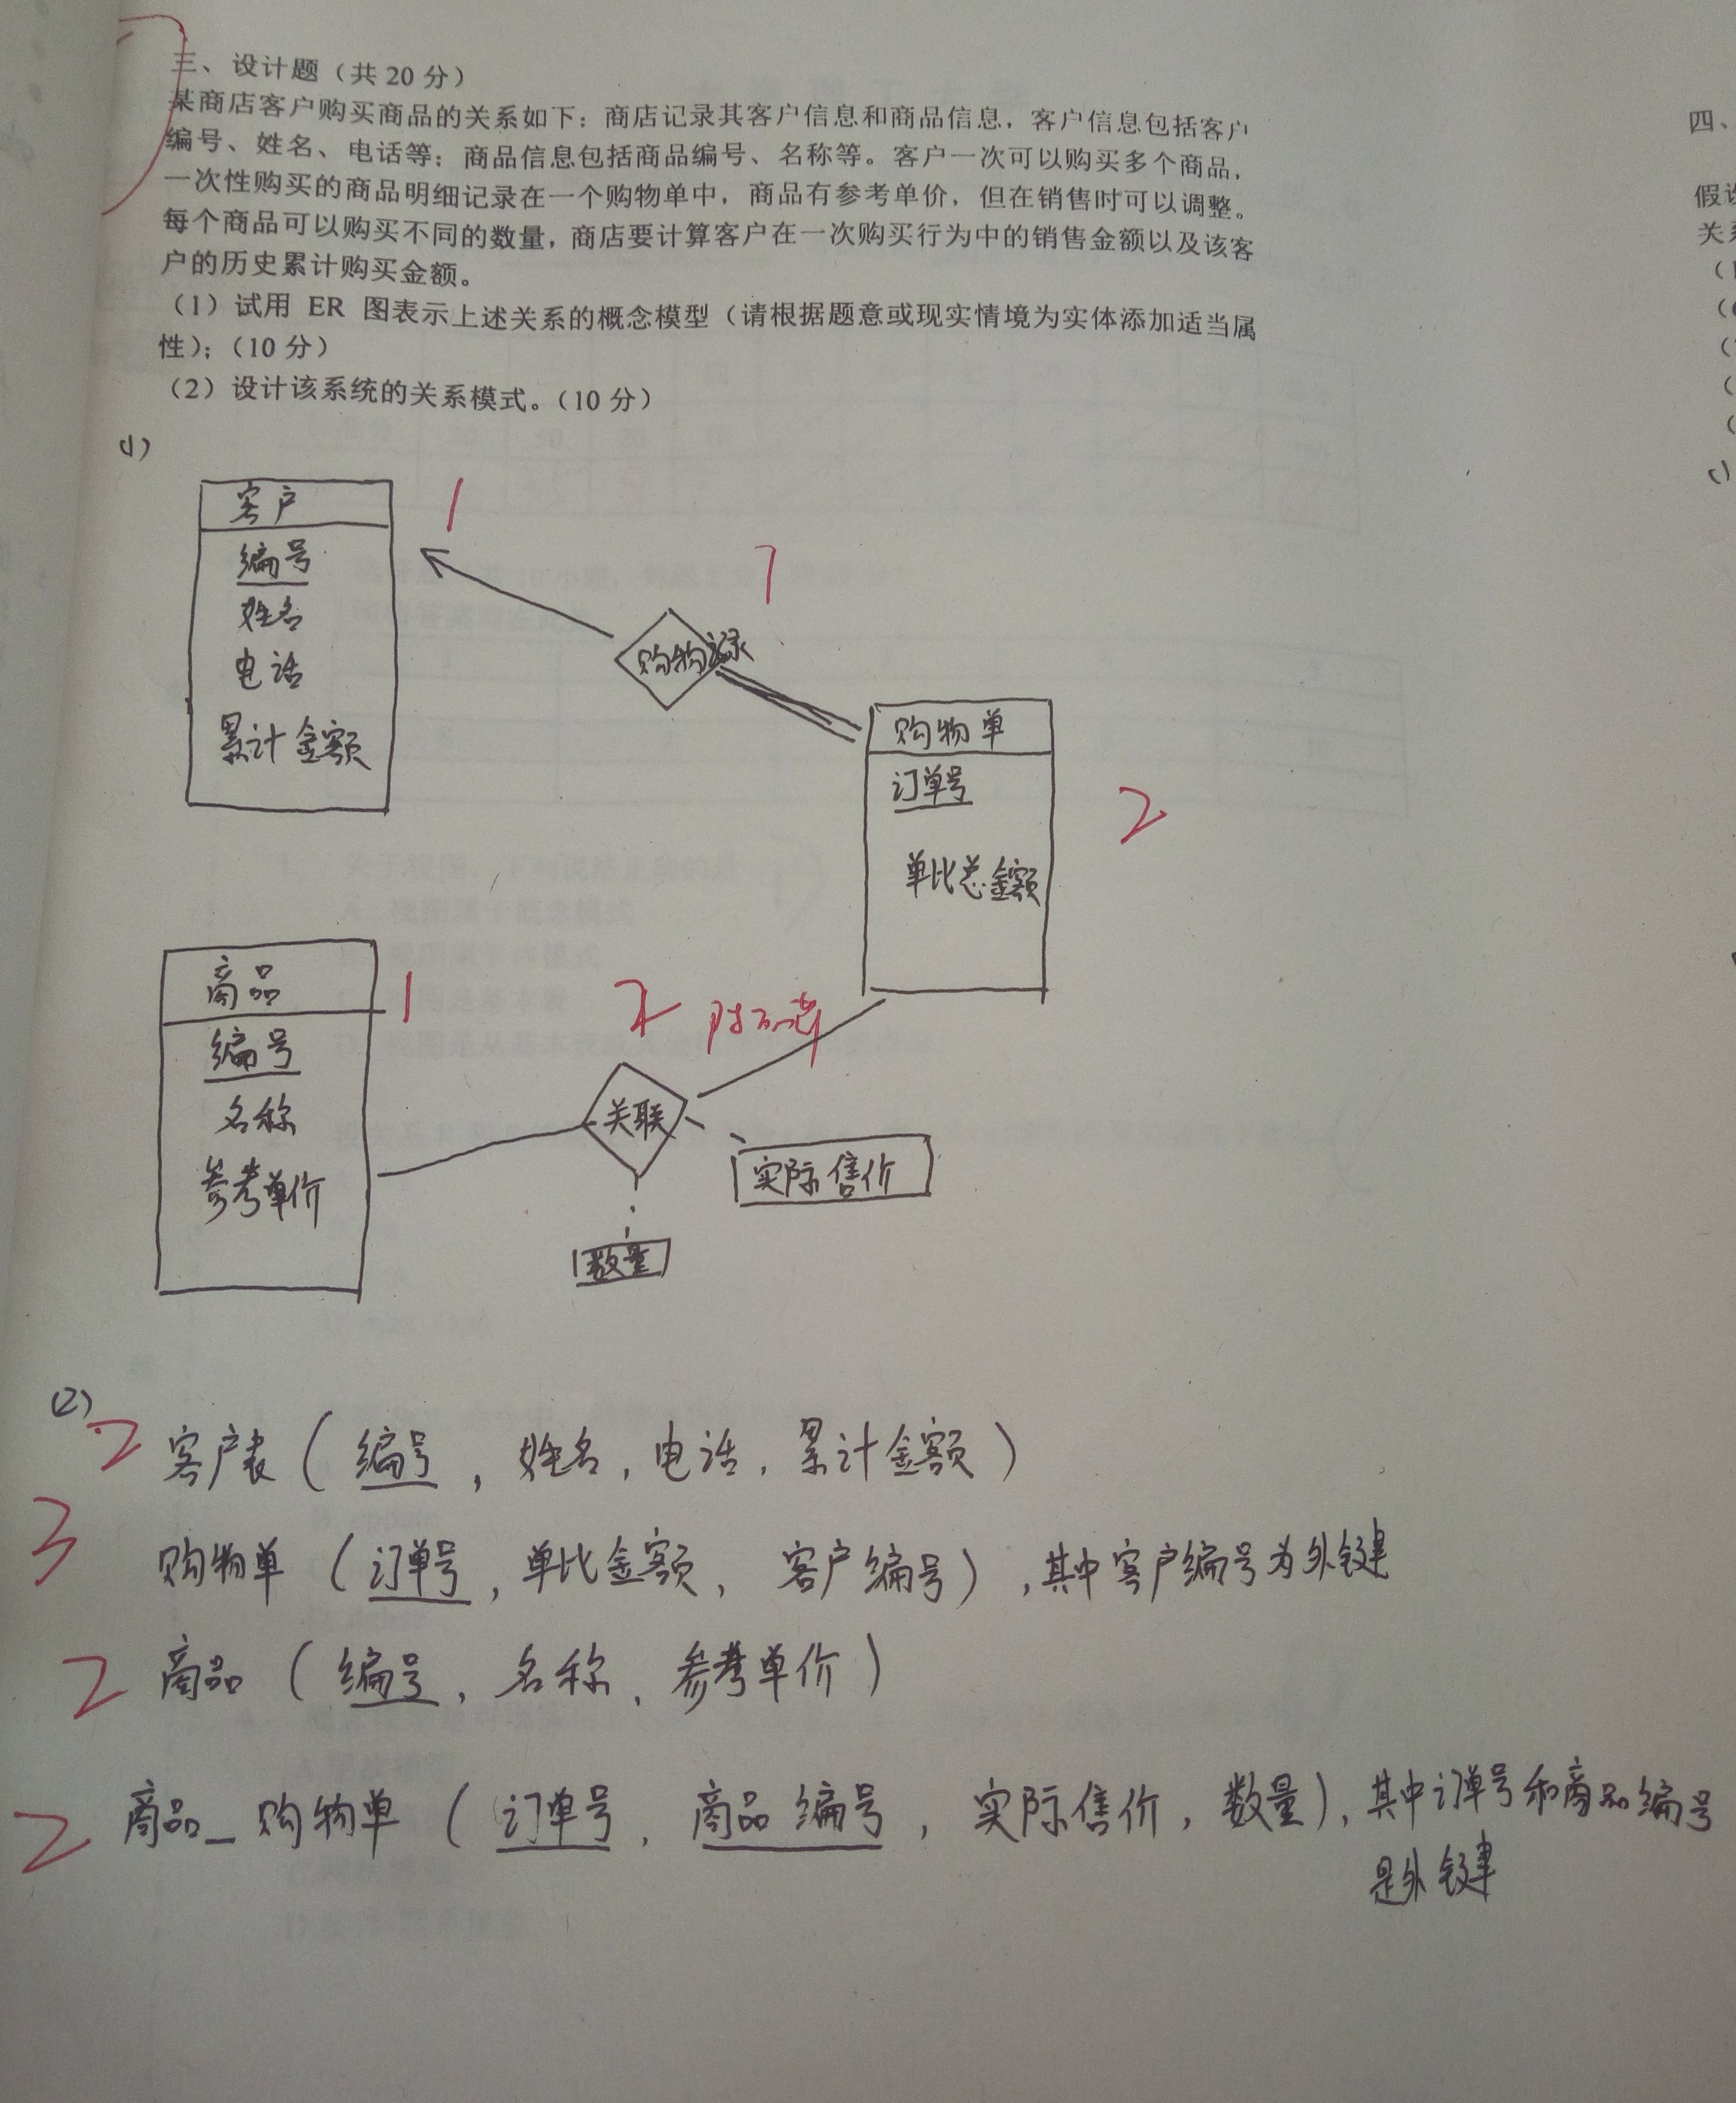 三、设计题（共 20 分）
某商店客户购买商品的关系如下：商店记录其客户信息和商品信息，客户信息包括客户
编号、姓名、电话等；商品信息包括商品编号、名称等。客户一次可以购买多个商品，
一次性购买的商品明细记录在一个购物单中，商品有参考单价，但在销售时可以调整。
每个商品可以购买不同的数量，商店要计算客户在一次购买行为中的销售金额以及该客
户的历史累计购买金额。
（1）试用 ER 图表示上述关系的概念模型（请根据题意或现实情境为实体添加适当属
性）；（10 分）
（2）设计该系统的关系模式。（10 分）
四、
假设
关系
(1)
客户
编号
姓名
电话
累计金额
1
1
购物记录
购物单
订单号
单比总金额
2
商品
编号
名称
参考单价
1
2
关联
实际售价
数量
(2)
2 客户表（编号，姓名，电话，累计金额）
3 购物单（订单号，单比金额，客户编号），其中客户编号为外键
2 商品（编号，名称，参考单价）
2 商品_购物单（订单号，商品编号，实际售价，数量），其中订单号和商品编号
是外键